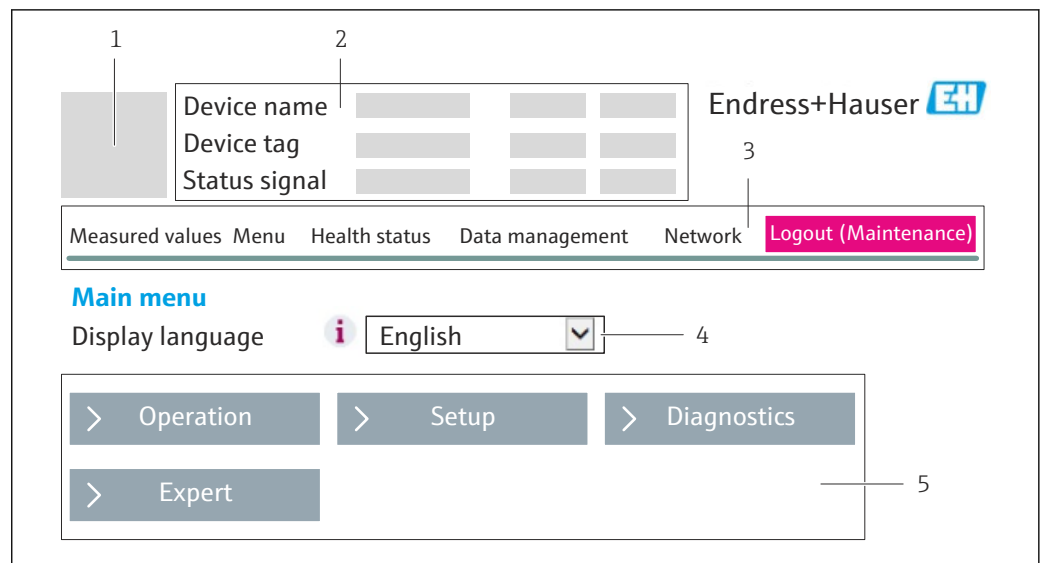 1
2
Device name
Endress+Hauser EH
Device tag
3
Status signal
Measured values Menu Health status Data management Network Logout (Maintenance)
Main menu
Display language i English
4
Operation Setup Diagnostics
Expert
5